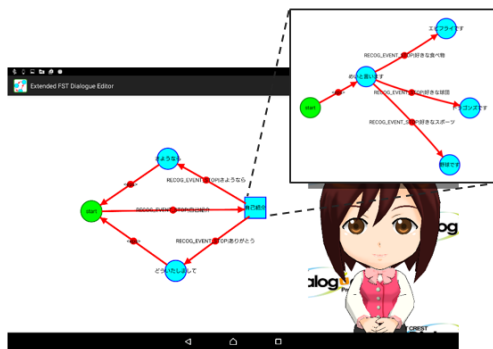 Extended FST Dialogue Editor
さようなら
RECOG_EVENT_STOP|さようなら
start
RECOG_EVENT_STOP|自己紹介
自己紹介
RECOG_EVENT_STOP|ありがとう
どういたしまして
エビフライです
RECOG_EVENT_STOP|好きな食べ物
めいと言います
start
RECOG_EVENT_STOP|好きな球団
ドラゴンズです
RECOG_EVENT_STOP|好きなスポーツ
野球です
CREST